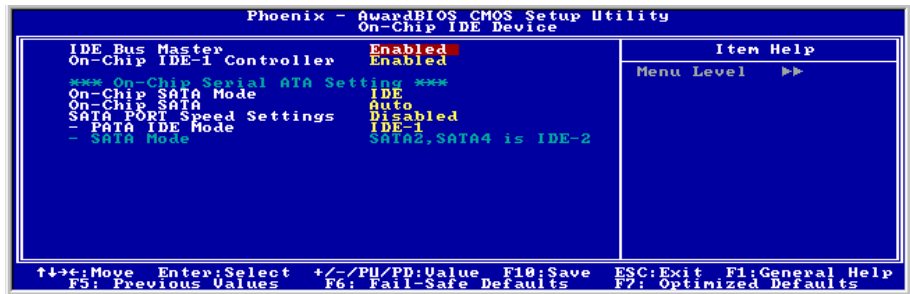 Phoenix - AwardBIOS CMOS Setup Utility
On-Chip IDE Device
IDE Bus Master Enabled
On-Chip IDE-1 Controller Enabled
*** On-Chip Serial ATA Setting ***
On-Chip SATA Mode IDE
On-Chip SATA Auto
SATA PORT Speed Settings Disabled
- PATA IDE Mode IDE-1
- SATA Mode SATA2,SATA4 is IDE-2
Item Help
Menu Level ▶▶
↑↓→←:Move Enter:Select +/-/PU/PD:Value F10:Save ESC:Exit F1:General Help
F5: Previous Values F6: Fail-Safe Defaults F7: Optimized Defaults